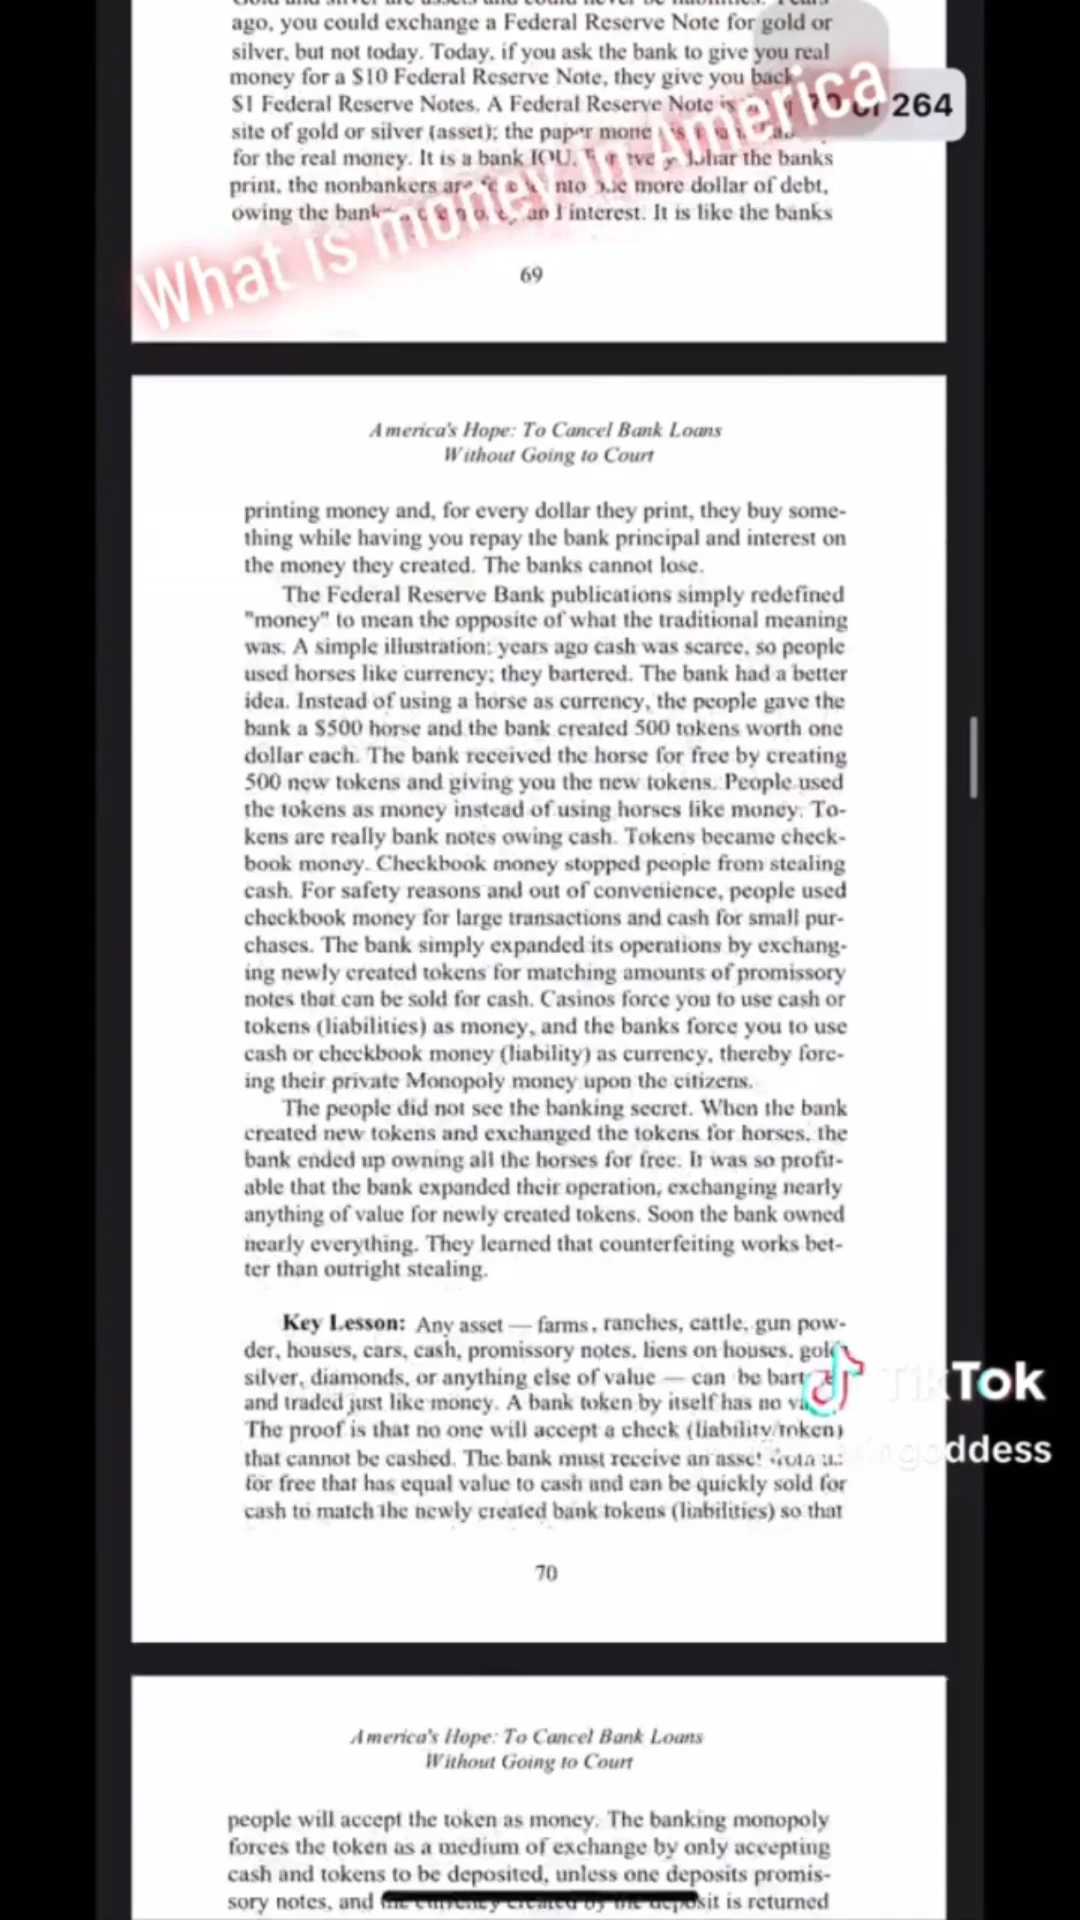 ago, you could exchange a Federal Reserve Note for gold or
silver, but not today. Today, if you ask the bank to give you real
money for a $10 Federal Reserve Note, they give you back
$1 Federal Reserve Notes. A Federal Reserve Note is
264
site of gold or silver (asset); the paper
for the real money. It is a bank IOU. dollar the banks
print, the nonbankers are into one more dollar of debt,
owing the bank and interest. It is like the banks
What is money in America
69
America's Hope: To Cancel Bank Loans
Without Going to Court
printing money and, for every dollar they print, they buy some-
thing while having you repay the bank principal and interest on
the money they created. The banks cannot lose.
The Federal Reserve Bank publications simply redefined
"money" to mean the opposite of what the traditional meaning
was. A simple illustration: years ago cash was scarce, so people
used horses like currency; they bartered. The bank had a better
idea. Instead of using a horse as currency, the people gave the
bank a $500 horse and the bank created 500 tokens worth one
dollar each. The bank received the horse for free by creating
500 new tokens and giving you the new tokens. People used
the tokens as money instead of using horses like money. To-
kens are really bank notes owing cash. Tokens became check-
book money. Checkbook money stopped people from stealing
cash. For safety reasons and out of convenience, people used
checkbook money for large transactions and cash for small pur-
chases. The bank simply expanded its operations by exchang-
ing newly created tokens for matching amounts of promissory
notes that can be sold for cash. Casinos force you to use cash or
tokens (liabilities) as money, and the banks force you to use
cash or checkbook money (liability) as currency, thereby forc-
ing their private Monopoly money upon the citizens.
The people did not see the banking secret. When the bank
created new tokens and exchanged the tokens for horses, the
bank ended up owning all the horses for free. It was so profit-
able that the bank expanded their operation, exchanging nearly
anything of value for newly created tokens. Soon the bank owned
nearly everything. They learned that counterfeiting works bet-
ter than outright stealing.
Key Lesson: Any asset — farms, ranches, cattle, gun pow-
der, houses, cars, cash, promissory notes, liens on houses, gold,
silver, diamonds, or anything else of value — can be
and traded just like money. A bank token by itself has no
The proof is that no one will accept a check (liability/token)
that cannot be cashed. The bank must receive an asset
for free that has equal value to cash and can be quickly sold for
cash to match the newly created bank tokens (liabilities) so that
TikTok
70
America's Hope: To Cancel Bank Loans
Without Going to Court
people will accept the token as money. The banking monopoly
forces the token as a medium of exchange by only accepting
cash and tokens to be deposited, unless one deposits promis-
sory notes, and the currency created by the deposit is returned